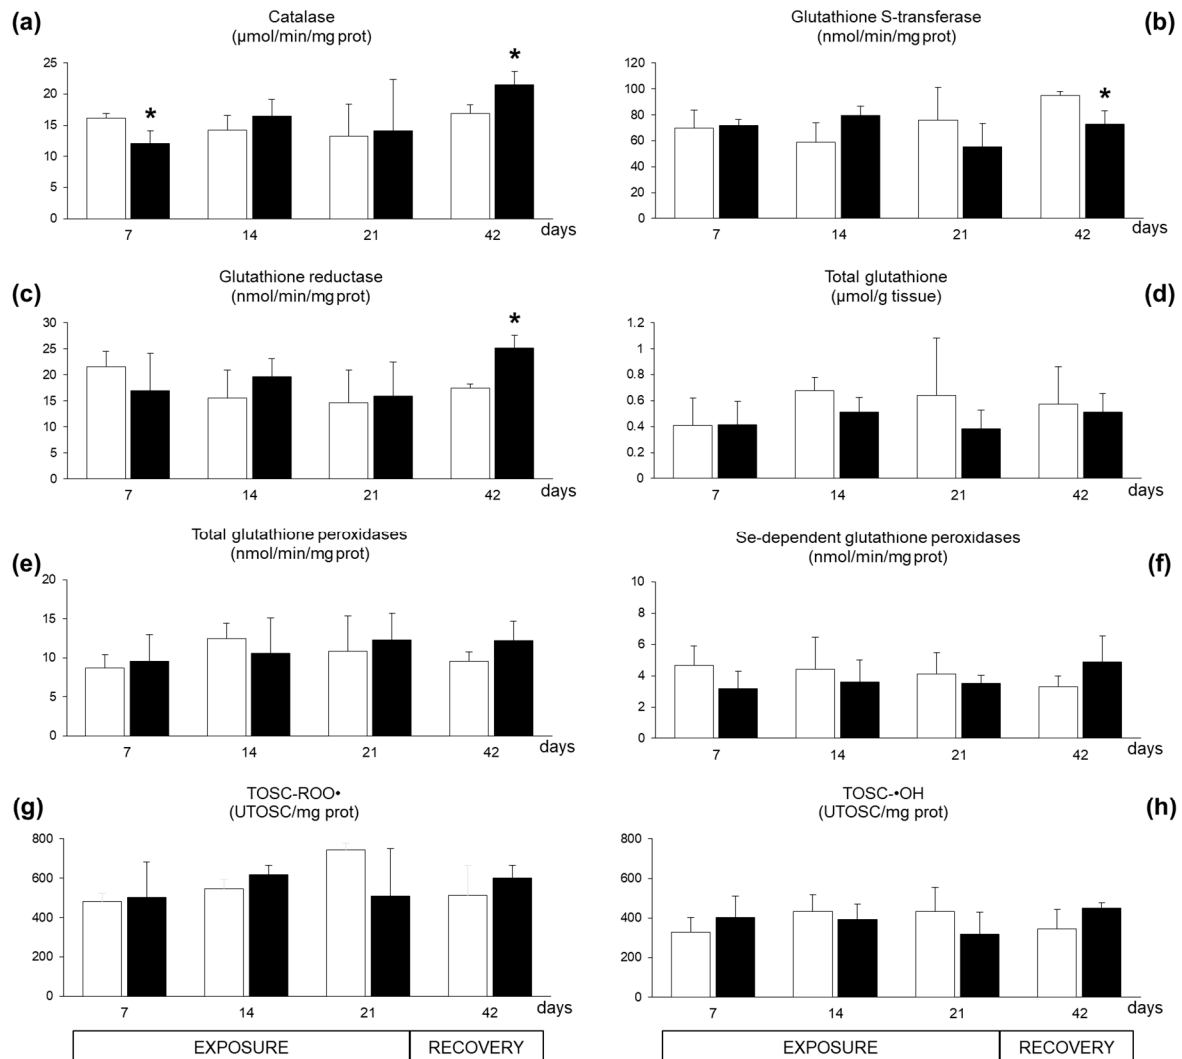 (a)
Catalase
(µmol/min/mg prot)
25
20
15
10
5
0
*
*
7 14 21 42 days
Glutathione S-transferase
(nmol/min/mg prot)
(b)
120
100
80
60
40
20
0
*
7 14 21 42 days
(c)
Glutathione reductase
(nmol/min/mg prot)
30
25
20
15
10
5
0
*
7 14 21 42 days
Total glutathione
(µmol/g tissue)
(d)
1.2
1
0.8
0.6
0.4
0.2
0
7 14 21 42 days
(e)
Total glutathione peroxidases
(nmol/min/mg prot)
20
15
10
5
0
7 14 21 42 days
Se-dependent glutathione peroxidases
(nmol/min/mg prot)
(f)
10
8
6
4
2
0
7 14 21 42 days
(g)
TOSC-ROO•
(UTOSC/mg prot)
800
600
400
200
0
7 14 21 42 days
TOSC-•OH
(UTOSC/mg prot)
(h)
800
600
400
200
0
7 14 21 42 days
EXPOSURE RECOVERY
EXPOSURE RECOVERY